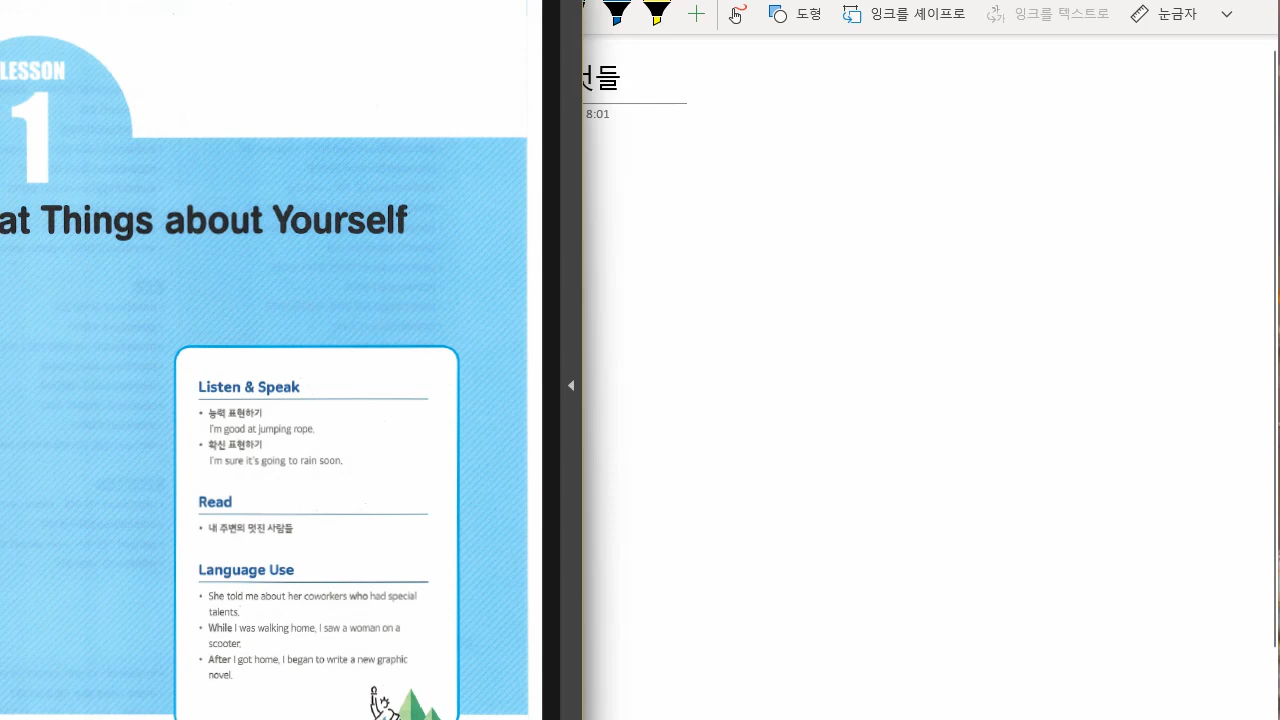 도형
잉크를 셰이프로
잉크를 텍스트로
눈금자
것들
8:01
LESSON
1
at Things about Yourself
Listen & Speak
• 능력 표현하기
I'm good at jumping rope.
• 확신 표현하기
I'm sure it's going to rain soon.
Read
• 내 주변의 멋진 사람들
Language Use
• She told me about her coworkers who had special
talents.
• While I was walking home, I saw a woman on a
scooter.
• After I got home, I began to write a new graphic
novel.